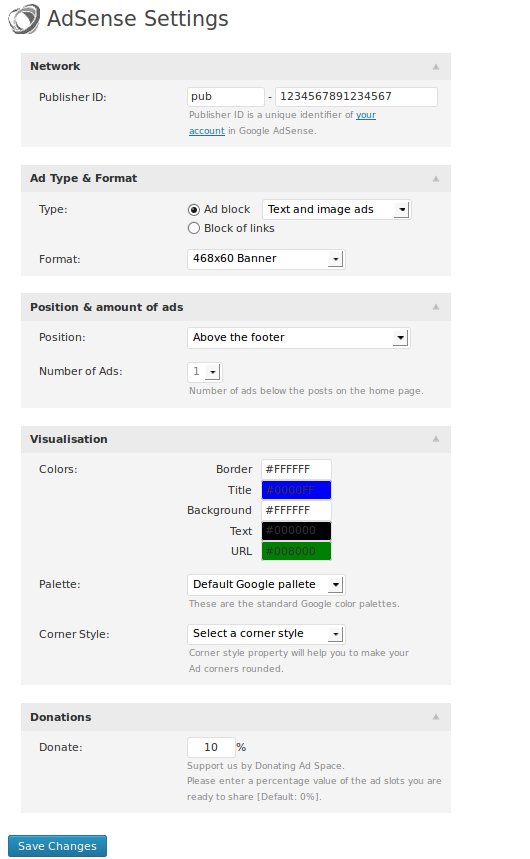 AdSense Settings
Network
Publisher ID: pub - 1234567891234567
Publisher ID is a unique identifier of your
account in Google AdSense.
Ad Type & Format
Type: Ad block Text and image ads
Block of links
Format: 468x60 Banner
Position & amount of ads
Position: Above the footer
Number of Ads: 1
Number of ads below the posts on the home page.
Visualisation
Colors: Border #FFFFFF
Title #0000FF
Background #FFFFFF
Text #000000
URL #008000
Palette: Default Google pallete
These are the standard Google color palettes.
Corner Style: Select a corner style
Corner style property will help you to make your
Ad corners rounded.
Donations
Donate: 10 %
Support us by Donating Ad Space.
Please enter a percentage value of the ad slots you are
ready to share [Default: 0%].
Save Changes